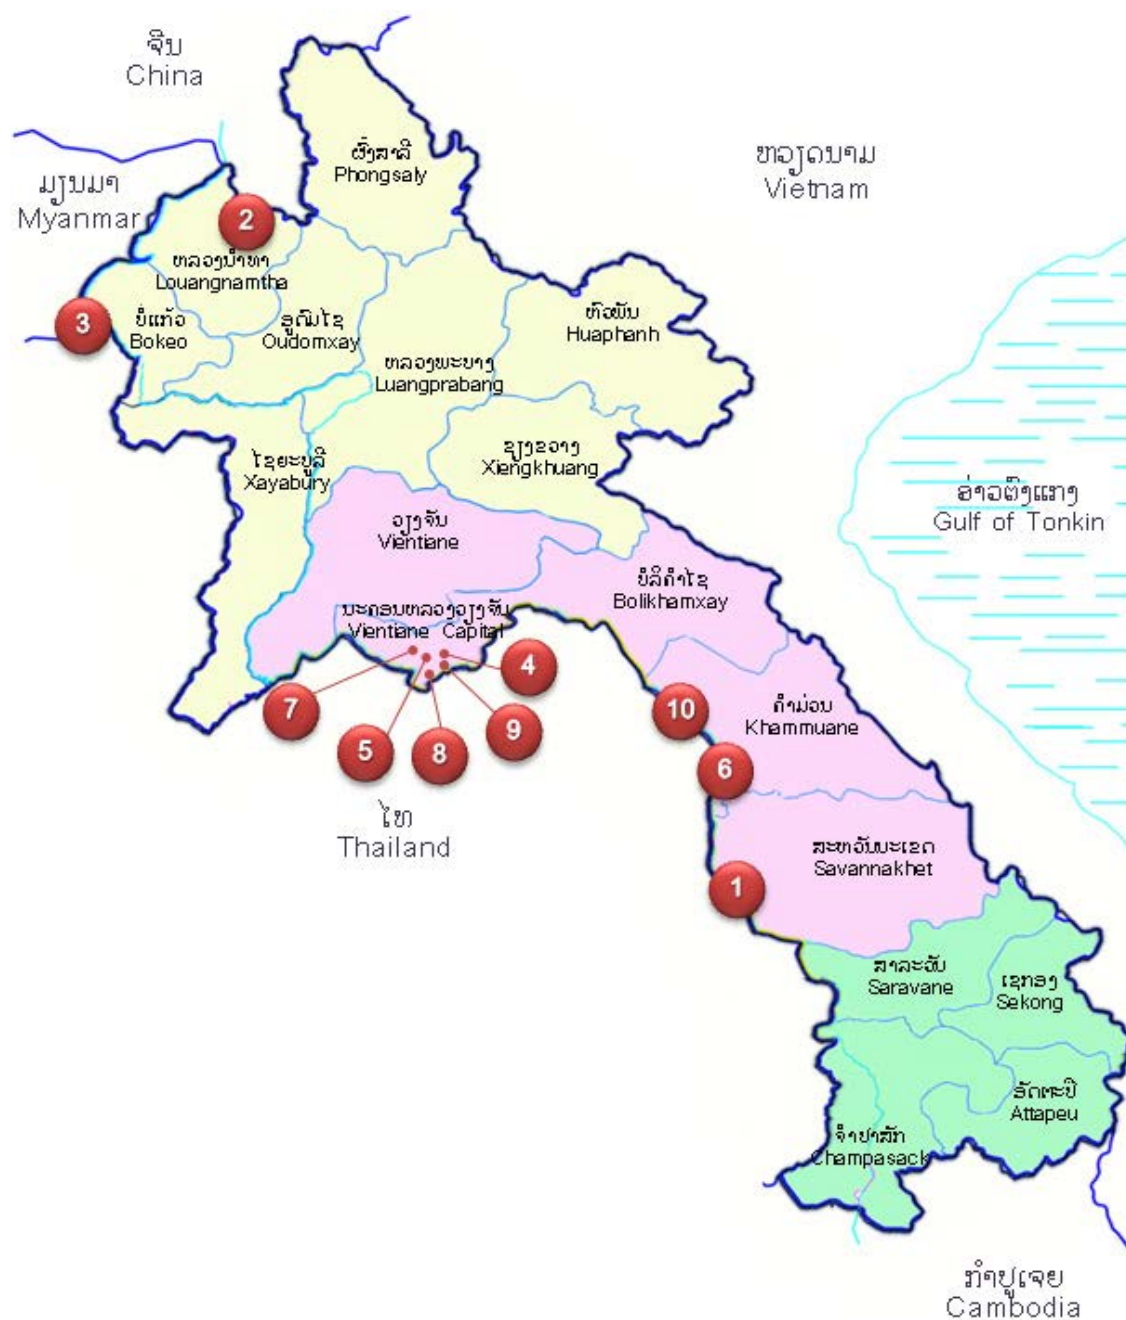 ຈີນ
China
ຜົ້ງສາລີ
Phongsaly
ຫວຽດນາມ
Vietnam
ມຽນມາ
Myanmar
2
ຫລວງນ້ຳທາ
Louangnamtha
3
ບໍ່ແກ້ວ
Bokeo
ອູດົມໄຊ
Oudomxay
ຫົວພັນ
Huaphanh
ຫລວງພະບາງ
Luangprabang
ໄຊຍະບູລີ
Xayabury
ຊຽງຂວາງ
Xiengkhuang
ອ່າວຕົງແກງ
Gulf of Tonkin
ວຽງຈັນ
Vientiane
ບໍລິຄຳໄຊ
Bolikhamxay
ນະຄອນຫລວງວຽງຈັນ
Vientiane Capital
4
7
5
8
9
10
ຄຳມ່ວນ
Khammuane
6
ໄທ
Thailand
ສະຫວັນນະເຂດ
Savannakhet
1
ສາລະວັນ
Saravane
ເຊກອງ
Sekong
ອັດຕະປື
Attapeu
ຈຳປາສັກ
Champasack
ກຳປູເຈຍ
Cambodia